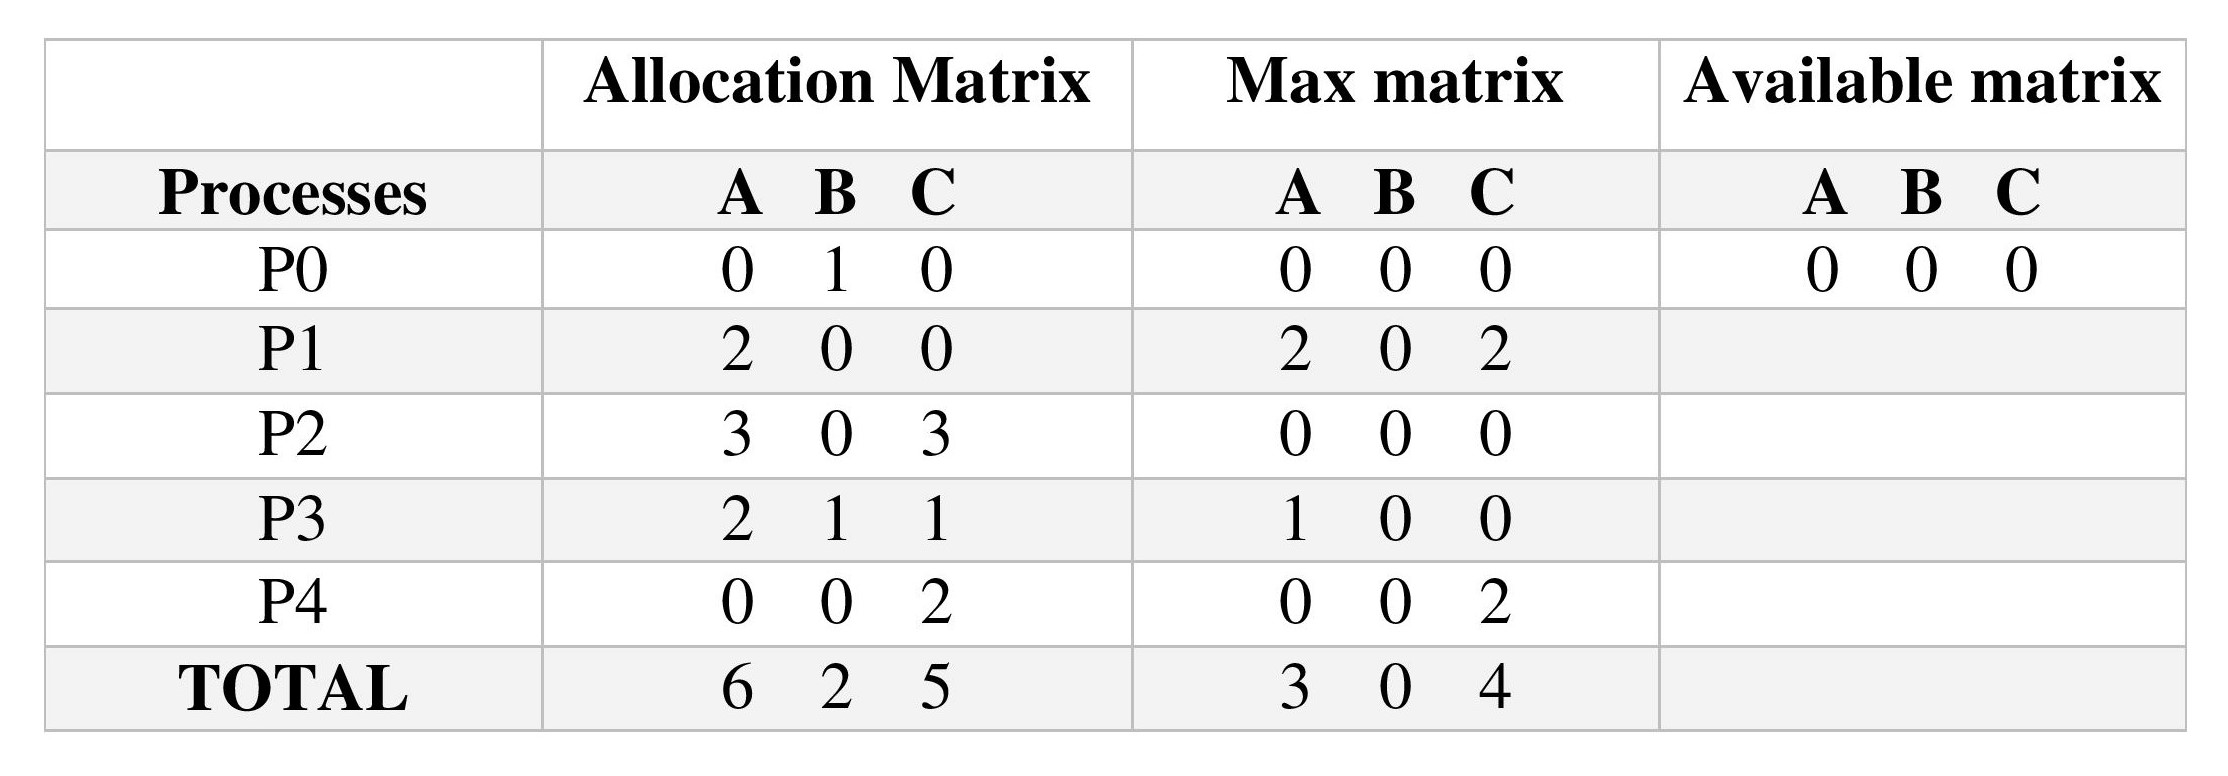 Allocation Matrix Max matrix Available matrix
Processes A B C A B C A B C
P0 0 1 0 0 0 0 0 0 0
P1 2 0 0 2 0 2
P2 3 0 3 0 0 0
P3 2 1 1 1 0 0
P4 0 0 2 0 0 2
TOTAL 6 2 5 3 0 4